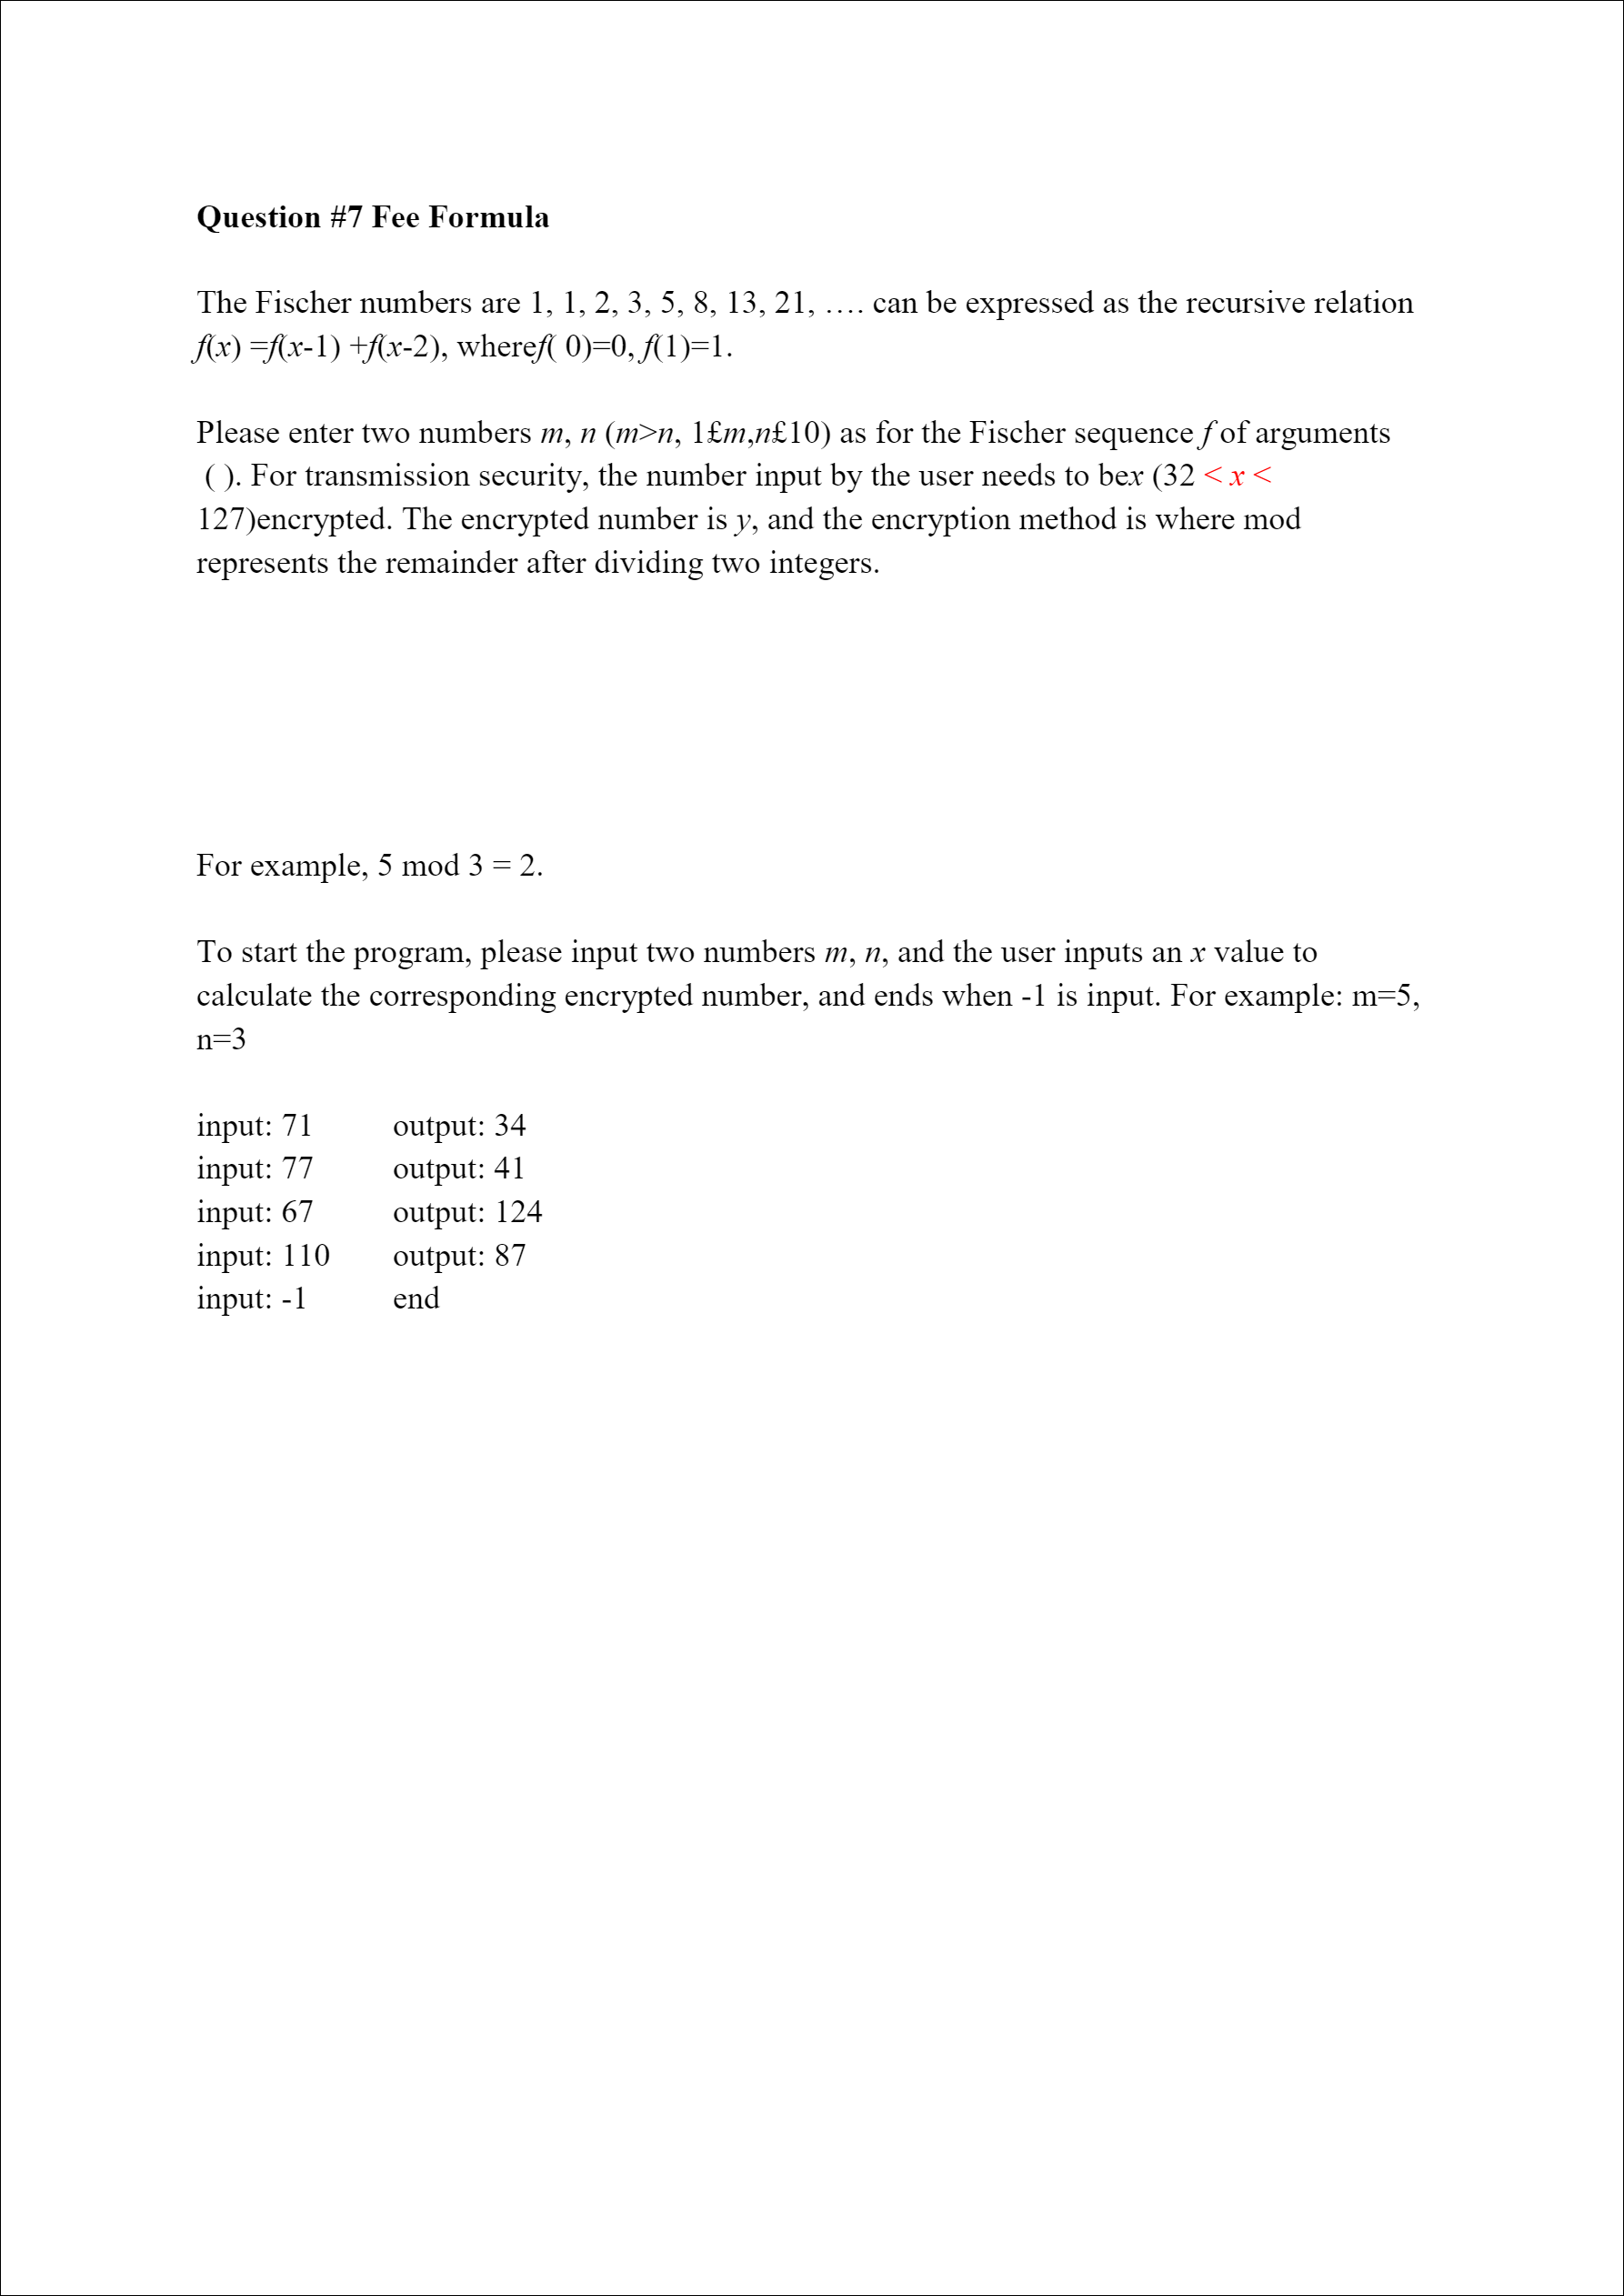 Question #7 Fee Formula
The Fischer numbers are 1, 1, 2, 3, 5, 8, 13, 21, …. can be expressed as the recursive relation
f(x) =f(x-1) +f(x-2), wheref( 0)=0, f(1)=1.
Please enter two numbers m, n (m>n, 1£m,n£10) as for the Fischer sequence f of arguments
( ). For transmission security, the number input by the user needs to bex (32 < x <
127)encrypted. The encrypted number is y, and the encryption method is where mod
represents the remainder after dividing two integers.
For example, 5 mod 3 = 2.
To start the program, please input two numbers m, n, and the user inputs an x value to
calculate the corresponding encrypted number, and ends when -1 is input. For example: m=5,
n=3
input: 71 output: 34
input: 77 output: 41
input: 67 output: 124
input: 110 output: 87
input: -1 end